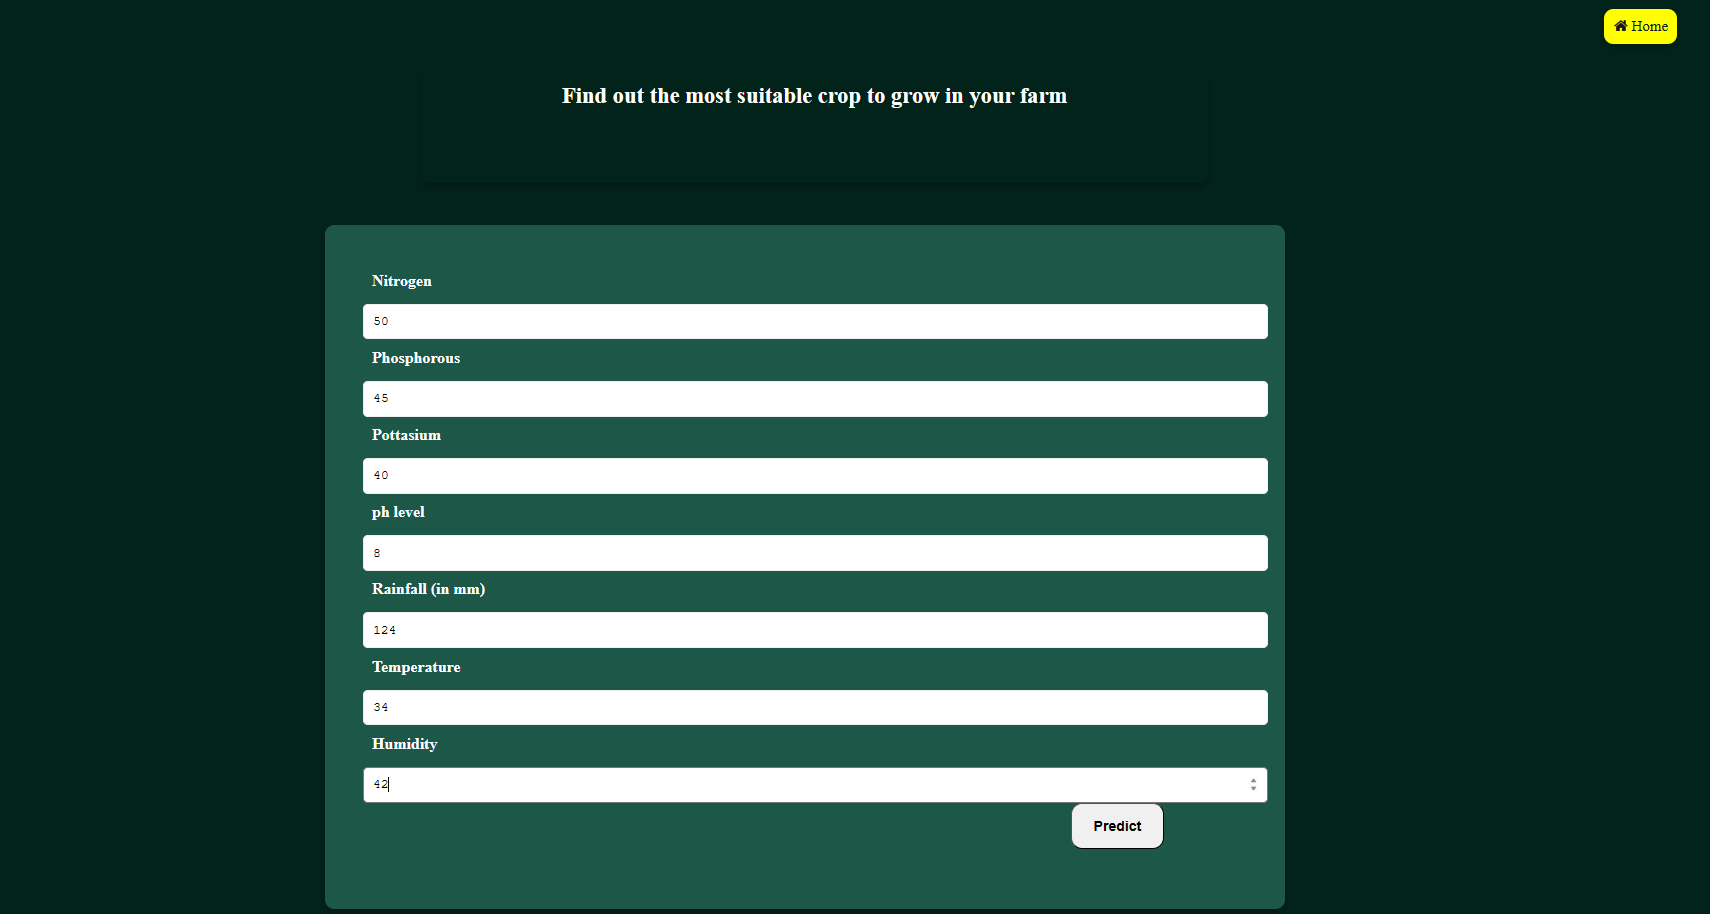 Home
Find out the most suitable crop to grow in your farm
Nitrogen
50
Phosphorous
45
Pottasium
40
ph level
8
Rainfall (in mm)
124
Temperature
34
Humidity
42
Predict